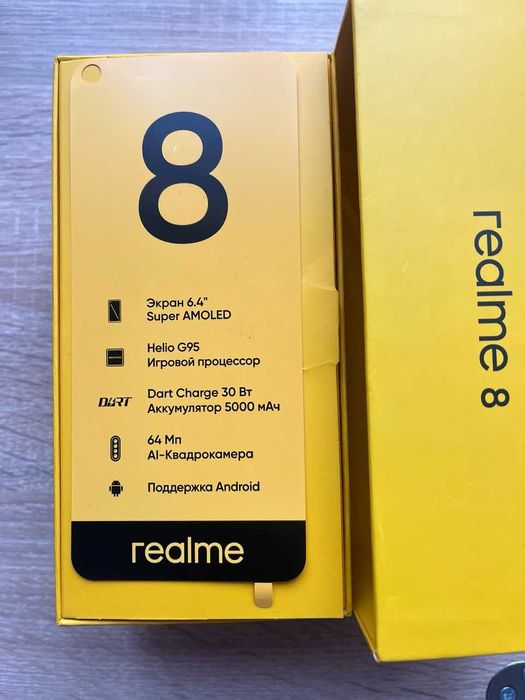 8
Экран 6.4"
Super AMOLED
Helio G95
Игровой процессор
DART
Dart Charge 30 Вт
Аккумулятор 5000 мАч
64 Мп
AI-Квадрокамера
Поддержка Android
realme
realme 8